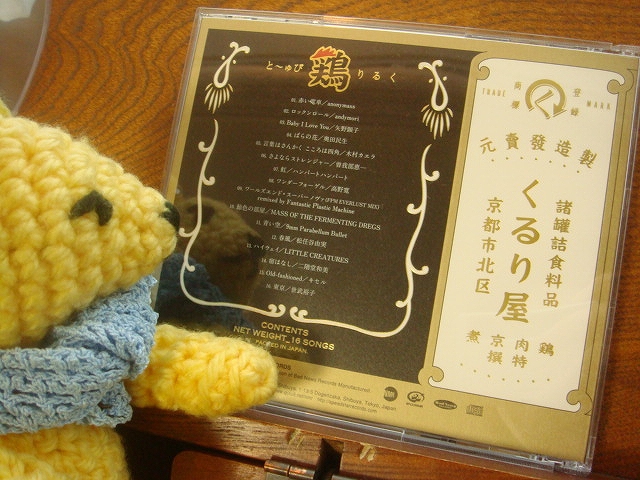 と〜ゅびと
鶏
りるく
01. 赤い電車／anonymass
02. ロックンロール／andymori
03. Baby I Love You／矢野顕子
04. ばらの花／奥田民生
05. 言葉はさんかく こころは四角／木村カエラ
06. さよならストレンジャー／曽我部恵一
07. 虹／ハンバートハンバート
08. ワンダーフォーゲル／高野寛
09. ワールズエンド・スーパーノヴァ(FPM EVERLUST MIX)
remixed by Fantastic Plastic Machine
10. 飴色の部屋／MASS OF THE FERMENTING DREGS
11. 青い空／9mm Parabellum Bullet
12. 春風／松任谷由実
13. ハイウェイ／LITTLE CREATURES
14. 宿はなし／二階堂和美
15. Old-fashioned／キセル
16. 東京／世武裕子
CONTENTS
NET WEIGHT_16 SONGS
PACKED IN JAPAN.
TRADE
MARK
商標
登録
元賣發造製
諸罐詰食料品
くるり屋
京都市北区
鶏肉特撰京煮